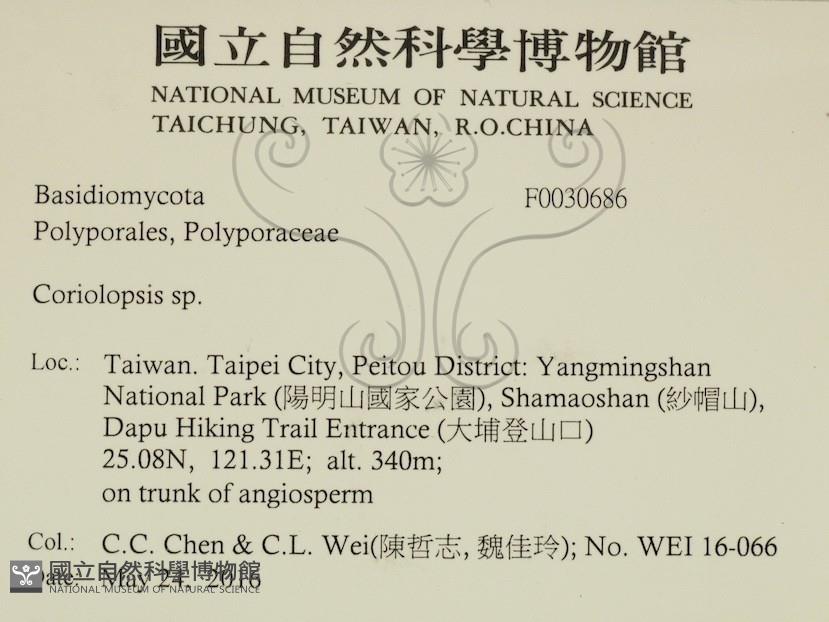 國立自然科學博物館
NATIONAL MUSEUM OF NATURAL SCIENCE
TAICHUNG, TAIWAN, R.O.CHINA
Basidiomycota F0030686
Polyporales, Polyporaceae
Coriolopsis sp.
Loc.: Taiwan. Taipei City, Peitou District: Yangmingshan
National Park (陽明山國家公園), Shamaoshan (紗帽山),
Dapu Hiking Trail Entrance (大埔登山口)
25.08N, 121.31E; alt. 340m;
on trunk of angiosperm
Col.: C.C. Chen & C.L. Wei(陳哲志, 魏佳玲); No. WEI 16-066
Date: May 24, 2016
國立自然科學博物館
NATIONAL MUSEUM OF NATURAL SCIENCE